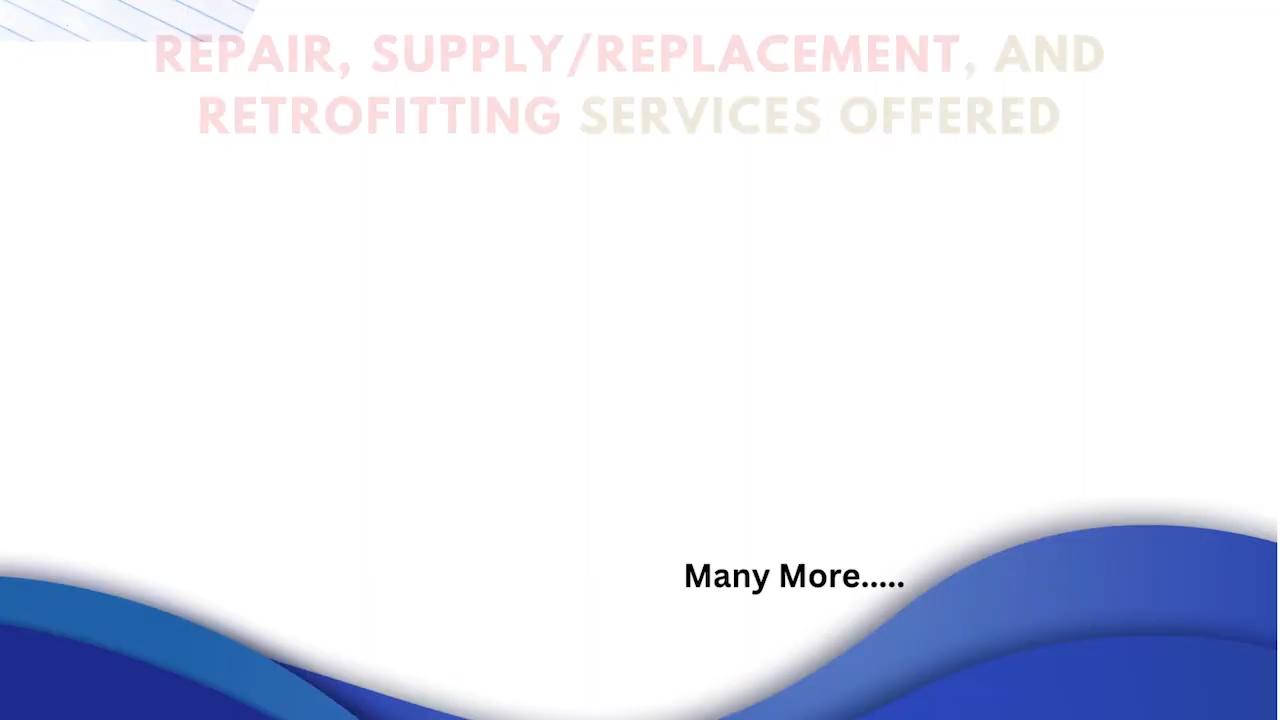 REPAIR, SUPPLY/REPLACEMENT, AND
RETROFITTING SERVICES OFFERED
Many More.....